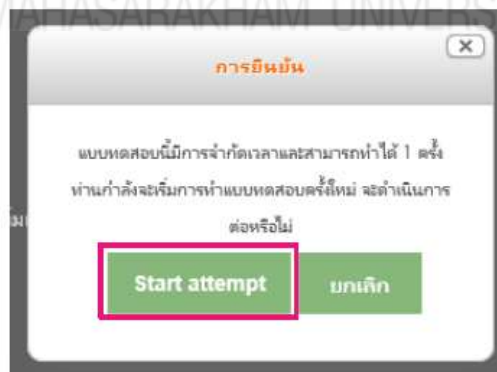 MAHASARAKHAM UNIVERS
การยืนยัน
แบบทดสอบนี้มีการจำกัดเวลาและสามารถทำได้ 1 ครั้ง
ท่านกำลังจะเริ่มการทำแบบทดสอบครั้งใหม่ จะดำเนินการ
ต่อหรือไม่
Start attempt
ยกเลิก